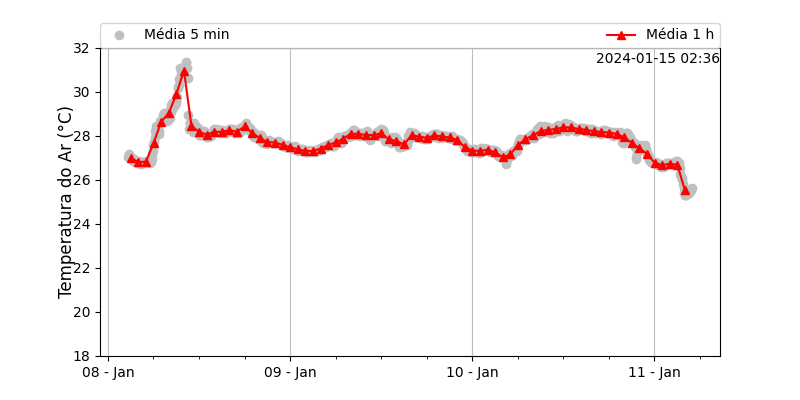 Média 5 min
Média 1 h
2024-01-15 02:36
Temperatura do Ar (°C)
32
30
28
26
24
22
20
18
08 - Jan
09 - Jan
10 - Jan
11 - Jan